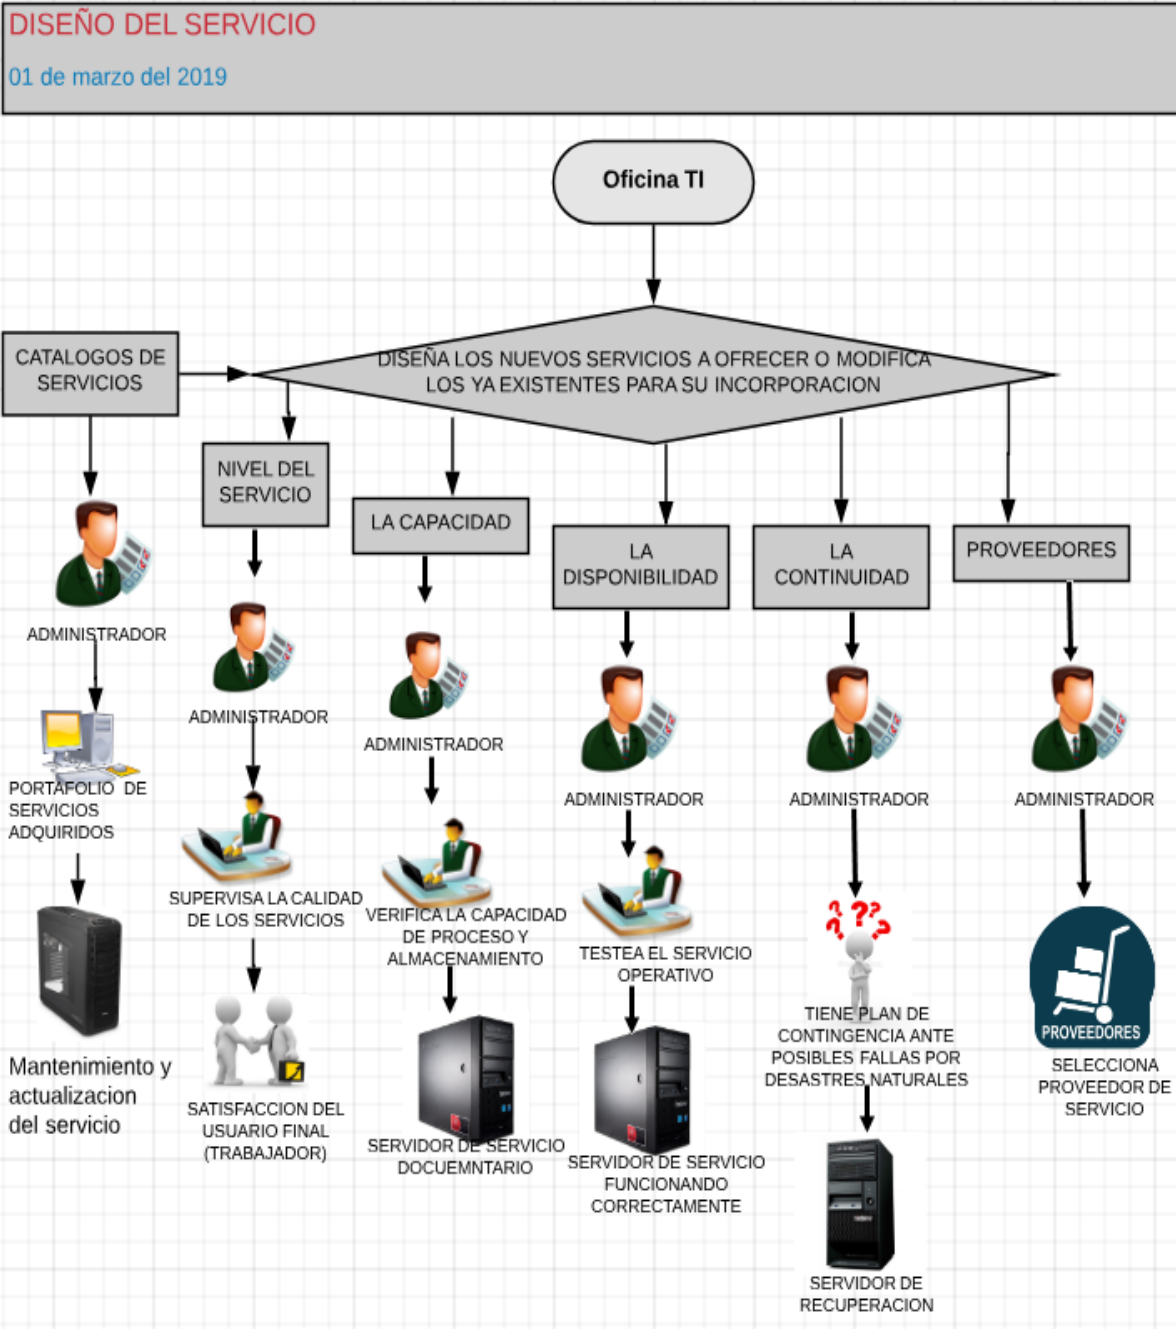 DISEÑO DEL SERVICIO
01 de marzo del 2019
Oficina TI
DISEÑA LOS NUEVOS SERVICIOS A OFRECER O MODIFICA
LOS YA EXISTENTES PARA SU INCORPORACION
CATALOGOS DE
SERVICIOS
ADMINISTRADOR
PORTAFOLIO DE
SERVICIOS
ADQUIRIDOS
Mantenimiento y
actualizacion
del servicio
NIVEL DEL
SERVICIO
ADMINISTRADOR
SUPERVISA LA CALIDAD
DE LOS SERVICIOS
SATISFACCION DEL
USUARIO FINAL
(TRABAJADOR)
LA CAPACIDAD
ADMINISTRADOR
VERIFICA LA CAPACIDAD
DE PROCESO Y
ALMACENAMIENTO
SERVIDOR DE SERVICIO
DOCUEMNTARIO
LA
DISPONIBILIDAD
ADMINISTRADOR
TESTEA EL SERVICIO
OPERATIVO
SERVIDOR DE SERVICIO
FUNCIONANDO
CORRECTAMENTE
LA
CONTINUIDAD
ADMINISTRADOR
????
TIENE PLAN DE
CONTINGENCIA ANTE
POSIBLES FALLAS POR
DESASTRES NATURALES
SERVIDOR DE
RECUPERACION
PROVEEDORES
ADMINISTRADOR
PROVEEDORES
SELECCIONA
PROVEEDOR DE
SERVICIO